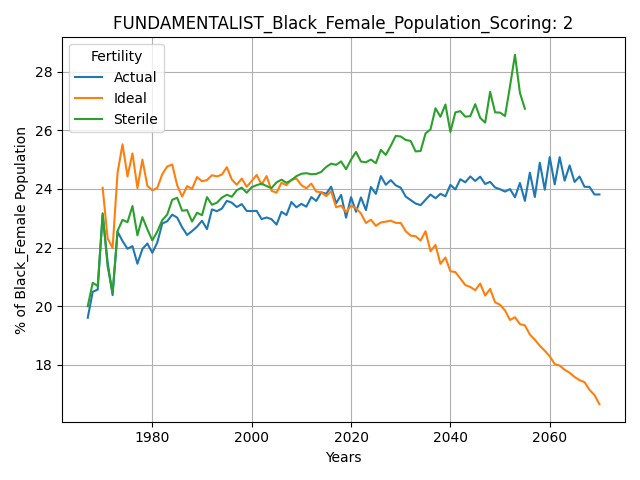 FUNDAMENTALIST_Black_Female_Population_Scoring: 2
Fertility
Actual
Ideal
Sterile
% of Black_Female Population
28
26
24
22
20
18
1980
2000
2020
2040
2060
Years